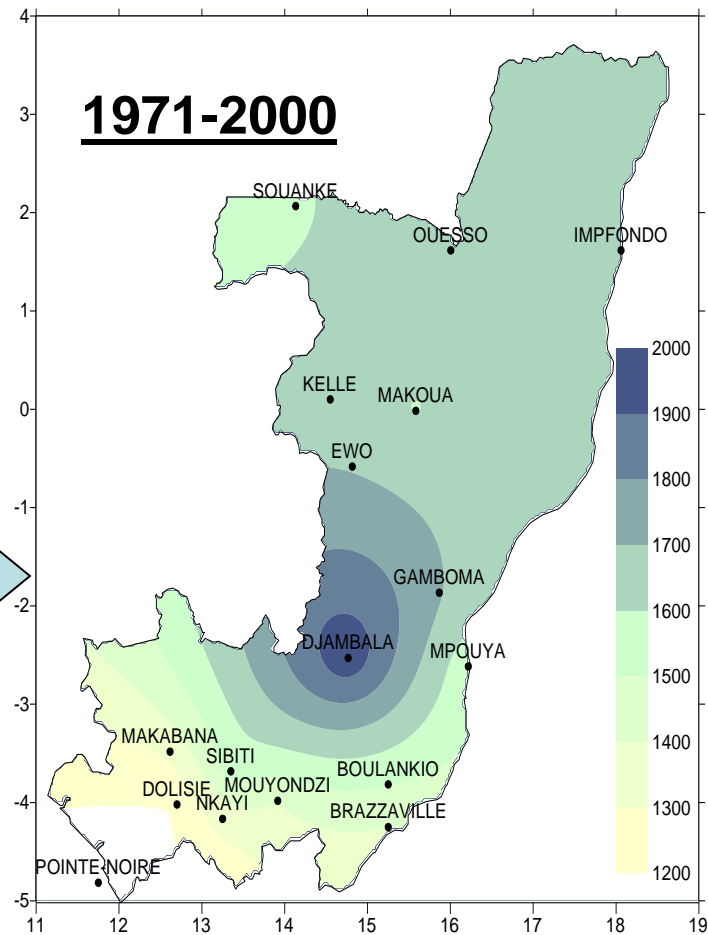 4
1971-2000
3
SOUANKE
2
OUESSO
IMPFONDO
1
2000
KELLE
MAKOUA
1900
0
EWO
1800
-1
1700
GAMBOMA
1600
-2
DJAMBALA
MPOUYA
1500
-3
MAKABANA
1400
SIBITI
BOULANKIO
DOLISIE
MOUYONDZI
NKAYI
1300
-4
BRAZZAVILLE
POINTE-NOIRE
1200
-5
11 12 13 14 15 16 17 18 19